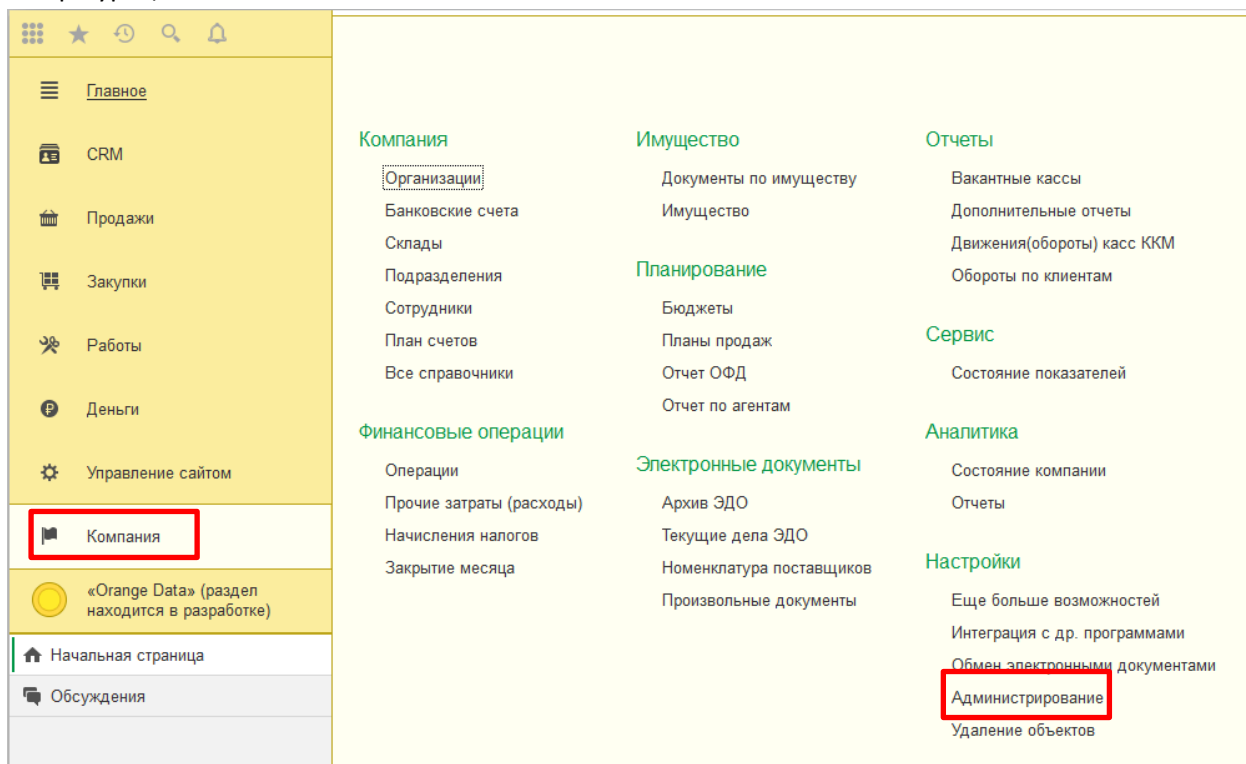 Главное
CRM
Продажи
Закупки
Работы
Деньги
Управление сайтом
Компания
«Orange Data» (раздел
находится в разработке)
Начальная страница
Обсуждения
Компания
Организации
Банковские счета
Склады
Подразделения
Сотрудники
План счетов
Все справочники
Финансовые операции
Операции
Прочие затраты (расходы)
Начисления налогов
Закрытие месяца
Имущество
Документы по имуществу
Имущество
Планирование
Бюджеты
Планы продаж
Отчет ОФД
Отчет по агентам
Электронные документы
Архив ЭДО
Текущие дела ЭДО
Номенклатура поставщиков
Произвольные документы
Отчеты
Вакантные кассы
Дополнительные отчеты
Движения(обороты) касс ККМ
Обороты по клиентам
Сервис
Состояние показателей
Аналитика
Состояние компании
Отчеты
Настройки
Еще больше возможностей
Интеграция с др. программами
Обмен электронными документами
Администрирование
Удаление объектов